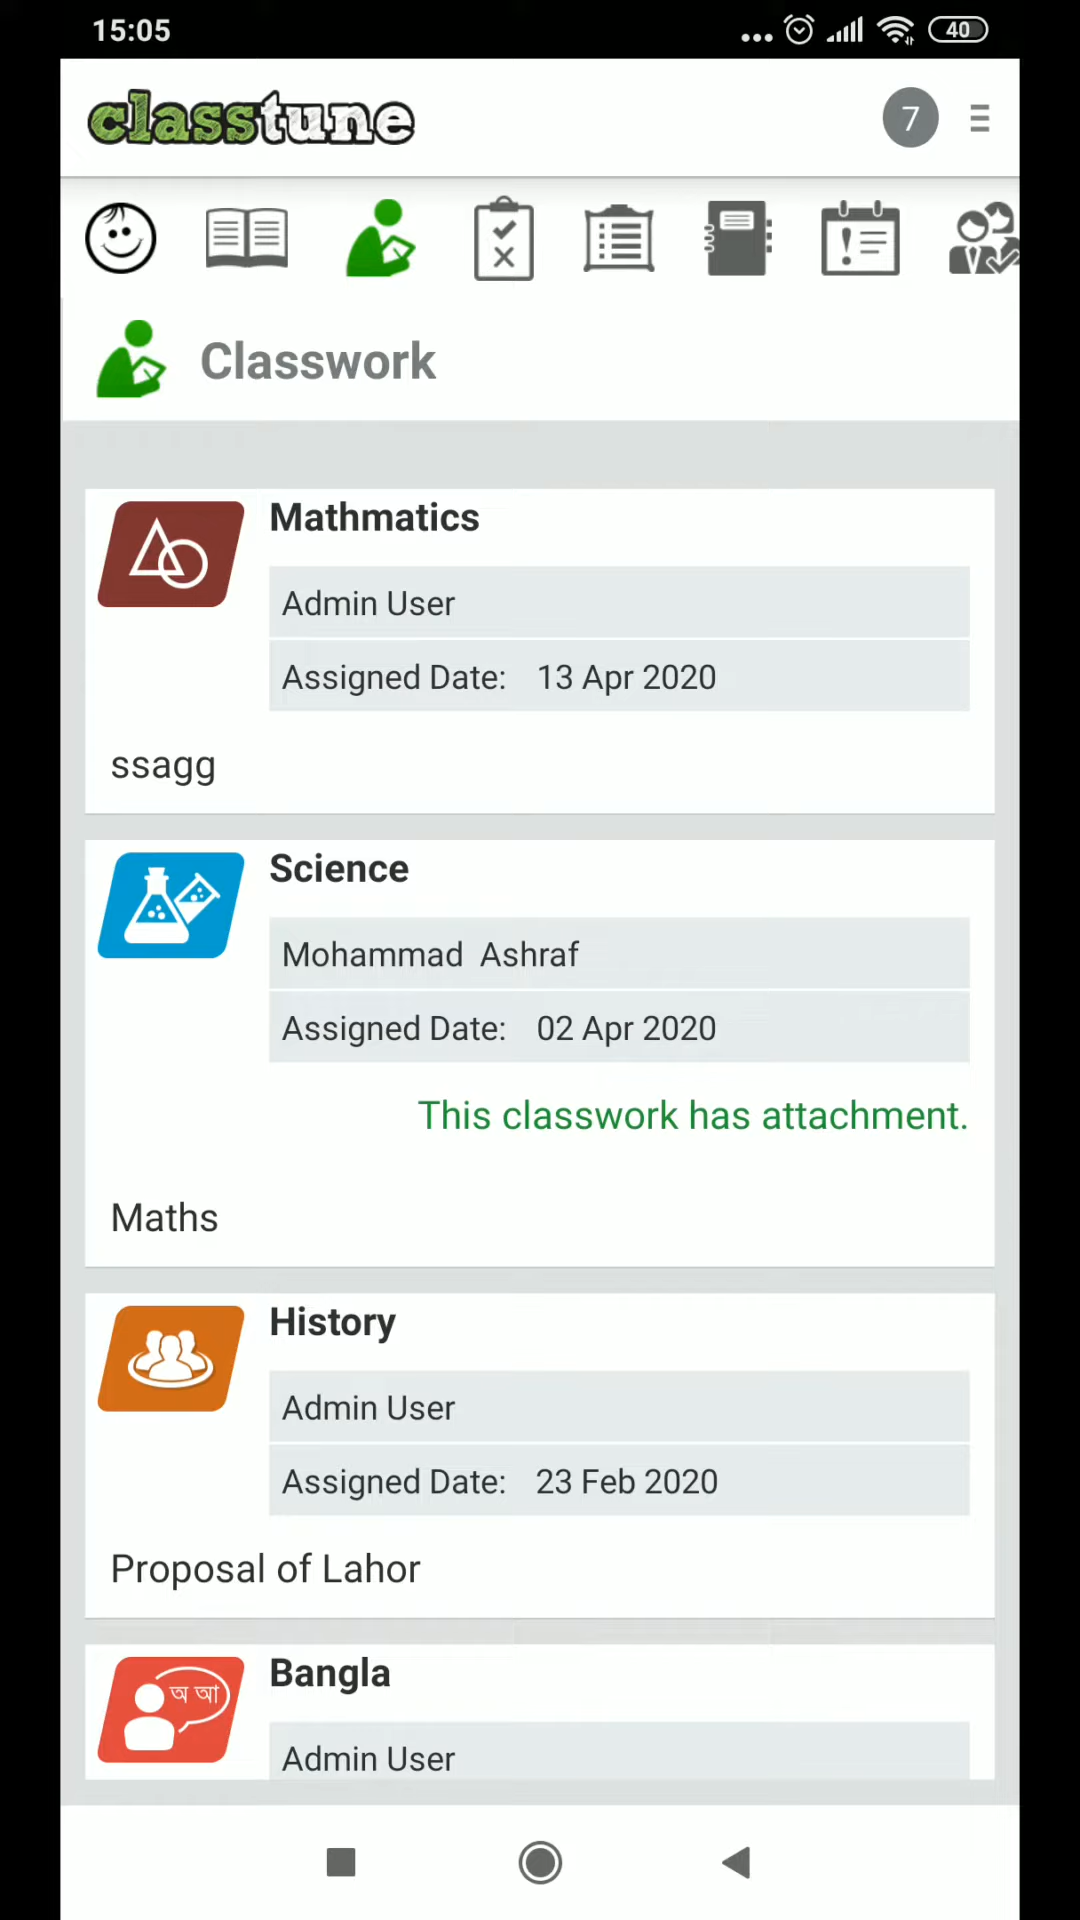 15:05
40
classtune
7
Classwork
Mathmatics
Admin User
Assigned Date: 13 Apr 2020
ssagg
Science
Mohammad Ashraf
Assigned Date: 02 Apr 2020
This classwork has attachment.
Maths
History
Admin User
Assigned Date: 23 Feb 2020
Proposal of Lahor
অ আ
Bangla
Admin User